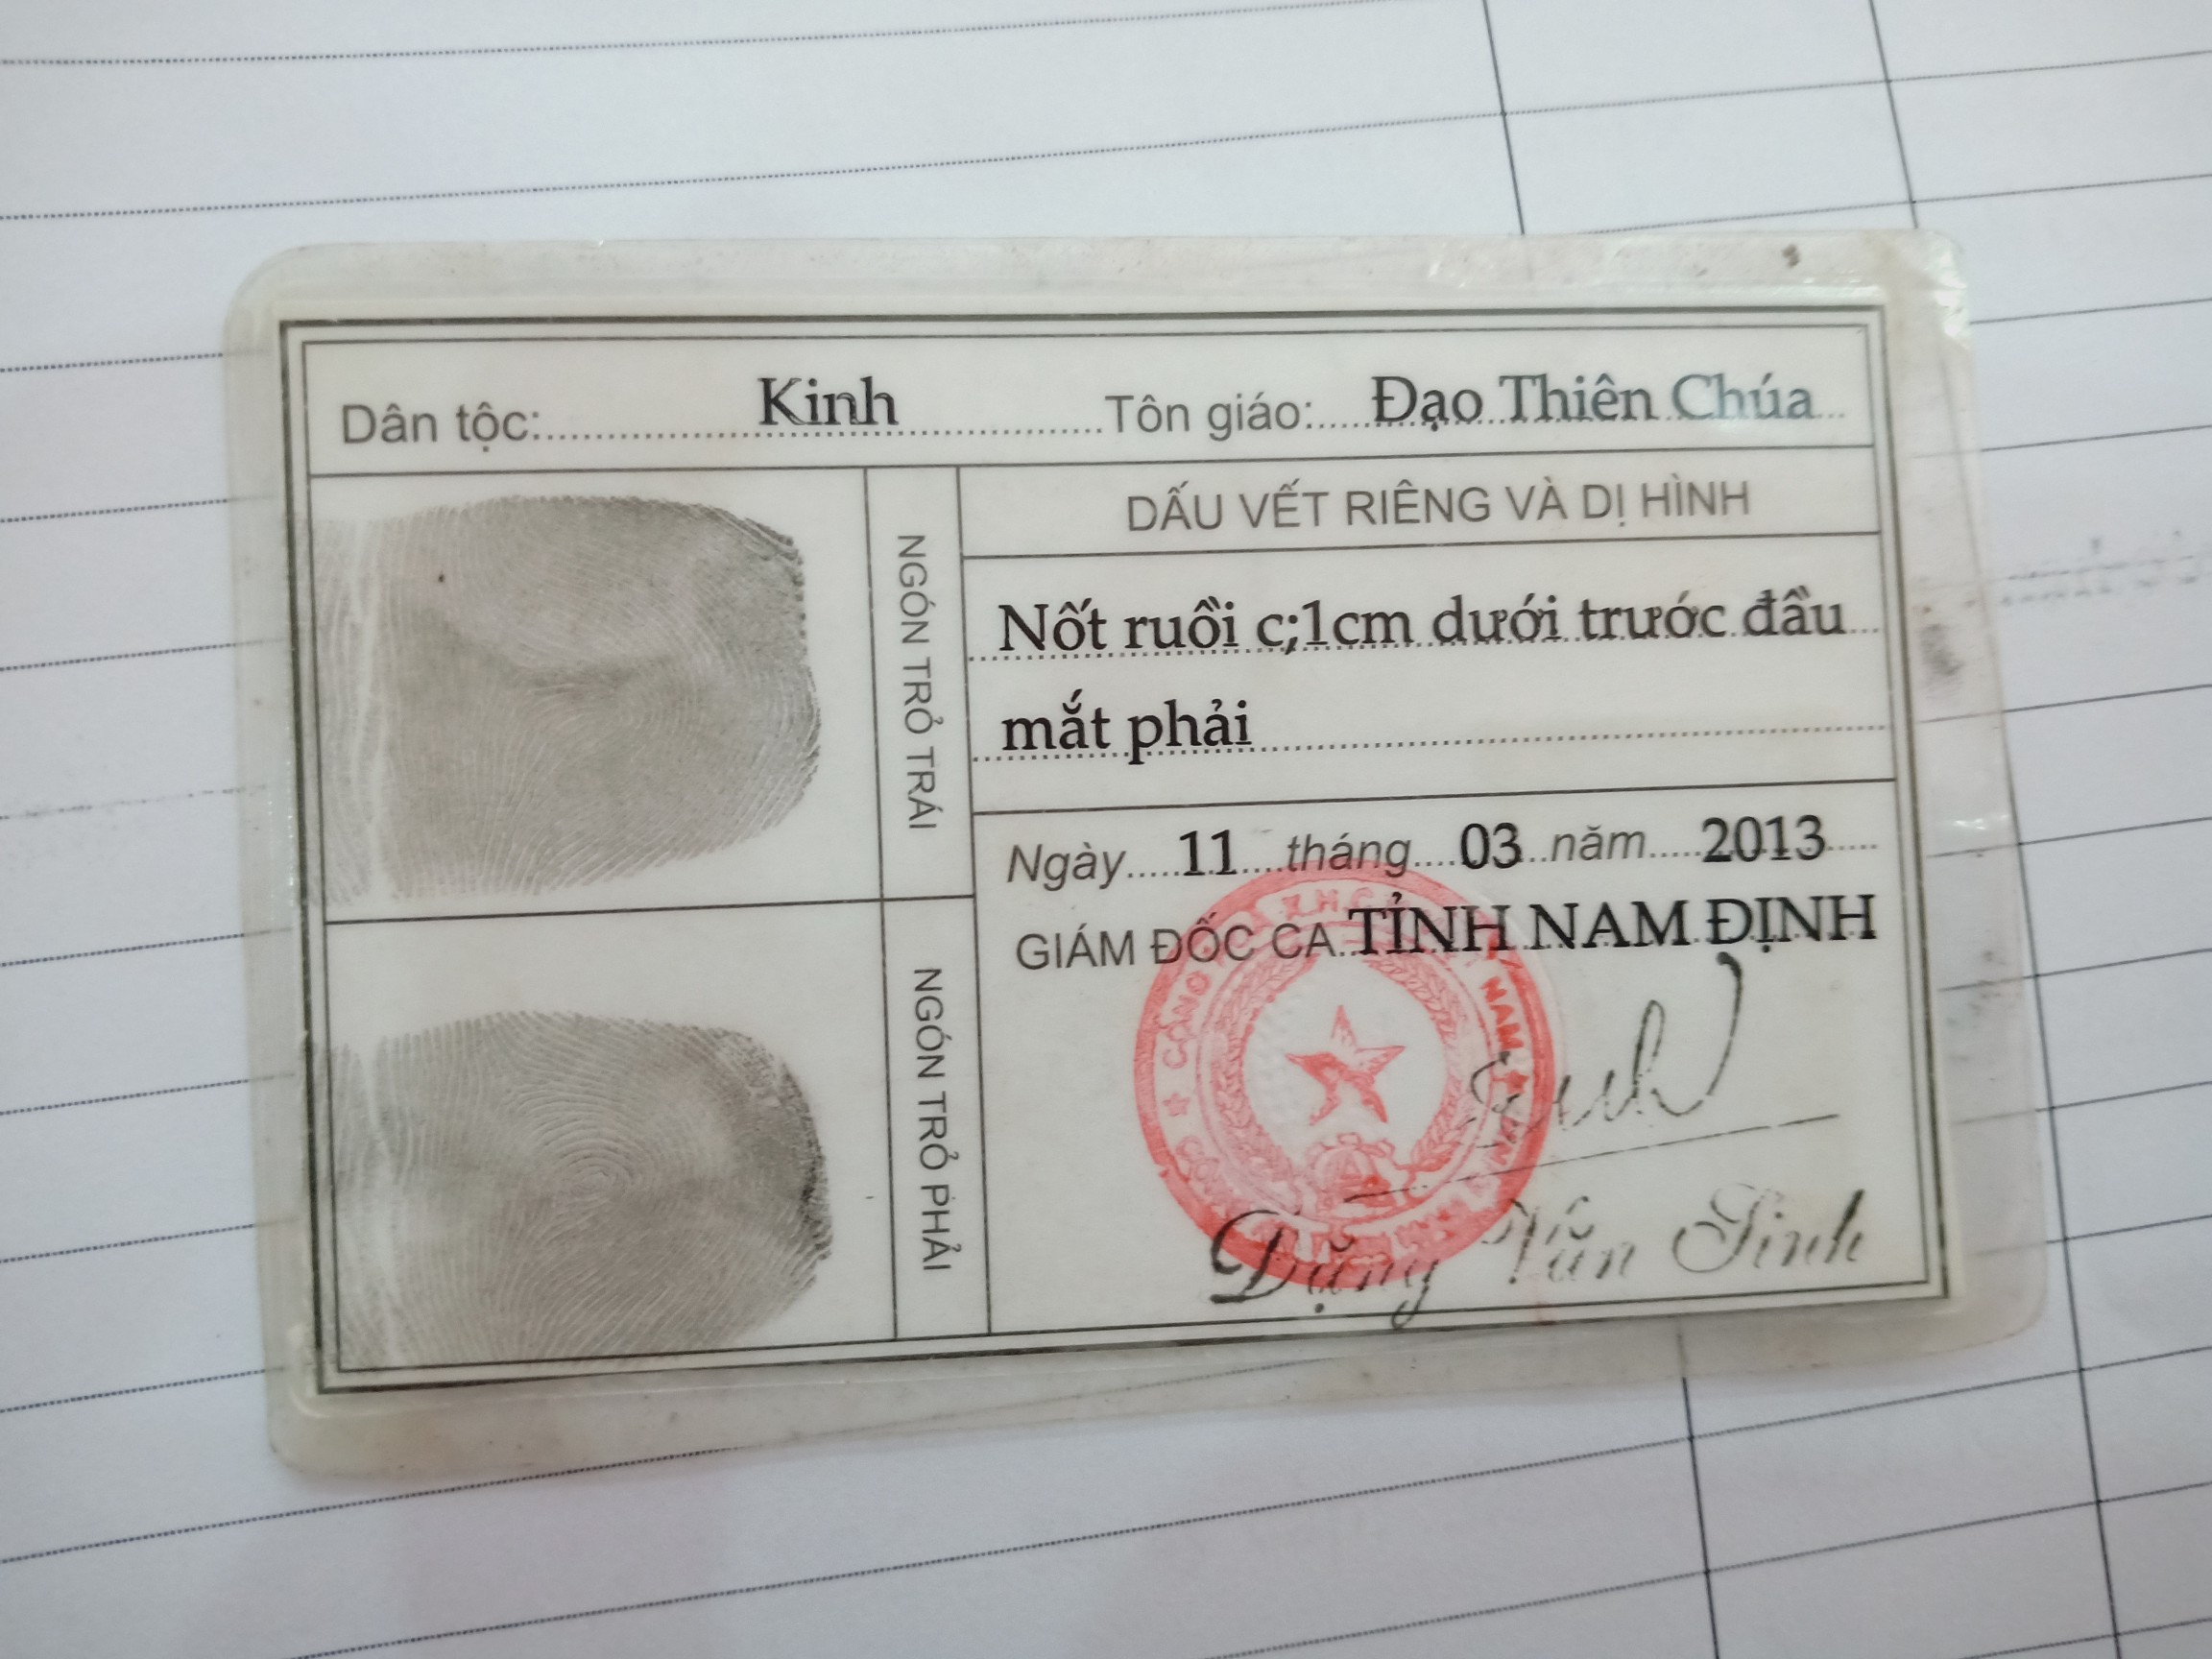 Dân tộc: Kinh Tôn giáo: Đạo Thiên Chúa
NGÓN TRỎ TRÁI
NGÓN TRỎ PHẢI
DẤU VẾT RIÊNG VÀ DỊ HÌNH
Nốt ruồi c;1cm dưới trước đầu
mắt phải
Ngày 11 tháng 03 năm 2013
GIÁM ĐỐC CA TỈNH NAM ĐỊNH
Đặng Văn Sinh